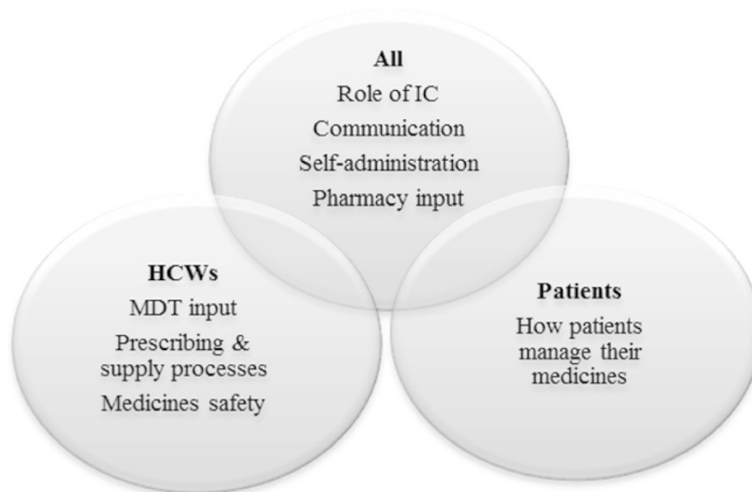 All
Role of IC
Communication
Self-administration
Pharmacy input
HCWs
MDT input
Prescribing &
supply processes
Medicines safety
Patients
How patients
manage their
medicines